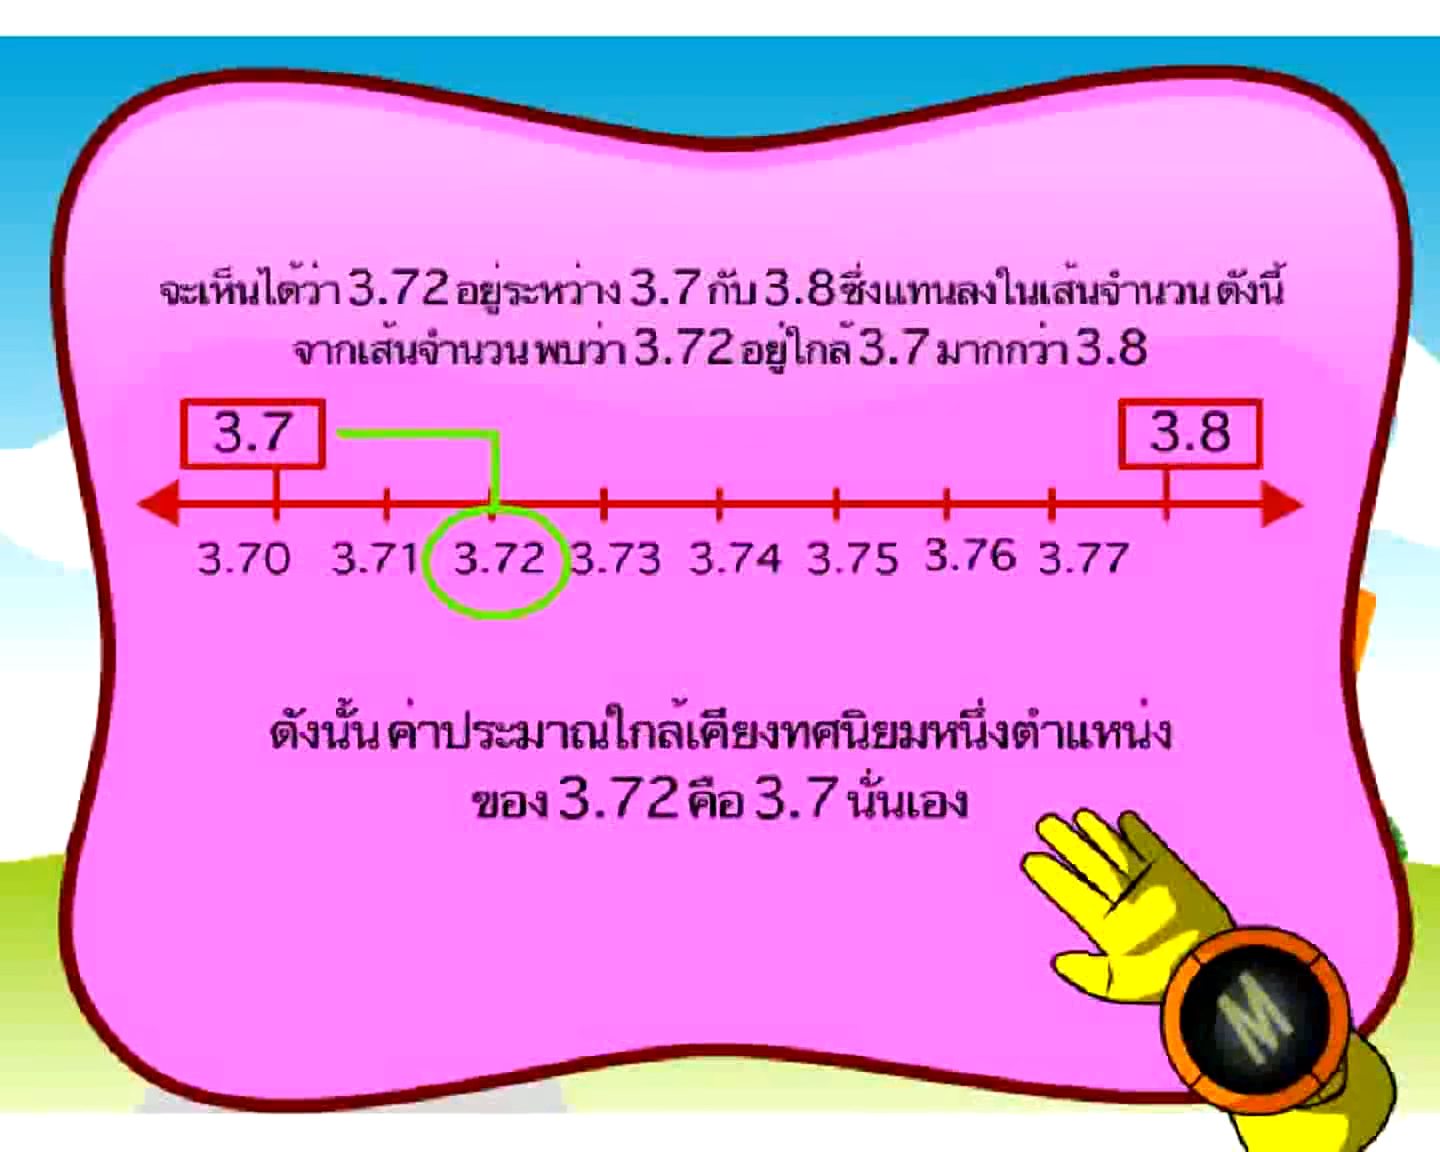 จะเห็นได้ว่า 3.72 อยู่ระหว่าง 3.7 กับ 3.8 ซึ่งแทนลงในเส้นจำนวน ดังนี้
จากเส้นจำนวน พบว่า 3.72 อยู่ใกล้ 3.7 มากกว่า 3.8
3.7 3.8
3.70 3.71 3.72 3.73 3.74 3.75 3.76 3.77
ดังนั้น ค่าประมาณใกล้เคียงทศนิยมหนึ่งตำแหน่ง
ของ 3.72 คือ 3.7 นั่นเอง
M